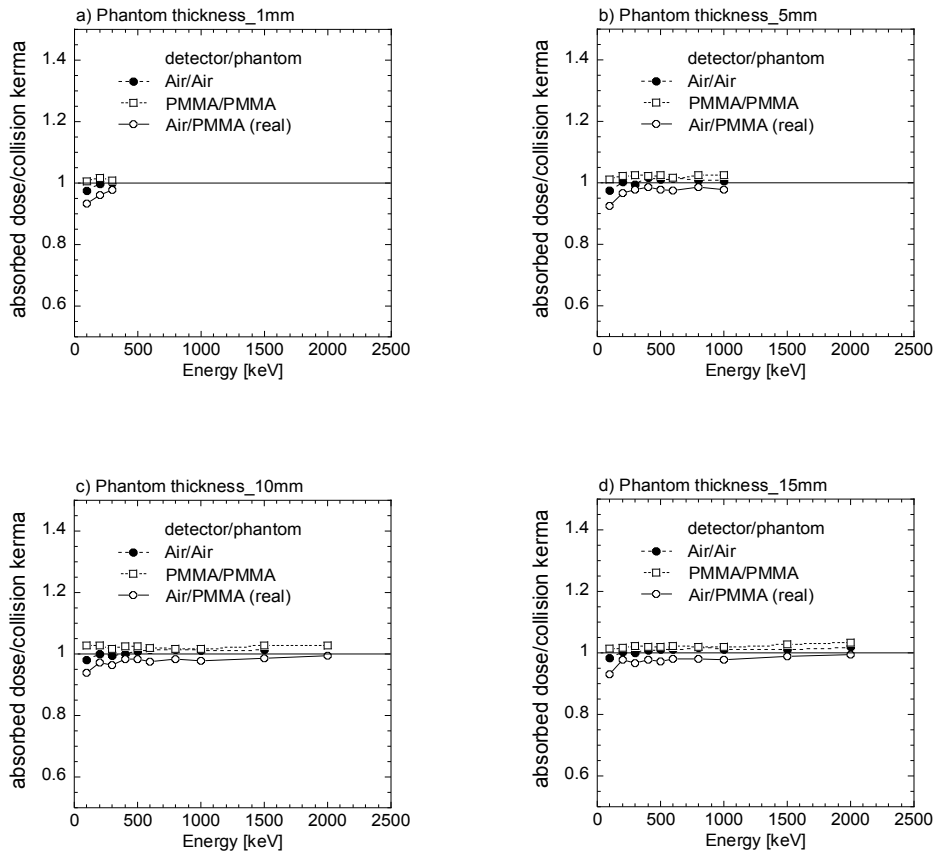 a) Phantom thickness_1mm
detector/phantom
Air/Air
PMMA/PMMA
Air/PMMA (real)
1.4
1.2
1
0.8
0.6
absorbed dose/collision kerma
0 500 1000 1500 2000 2500
Energy [keV]
b) Phantom thickness_5mm
detector/phantom
Air/Air
PMMA/PMMA
Air/PMMA (real)
1.4
1.2
1
0.8
0.6
absorbed dose/collision kerma
0 500 1000 1500 2000 2500
Energy [keV]
c) Phantom thickness_10mm
detector/phantom
Air/Air
PMMA/PMMA
Air/PMMA (real)
1.4
1.2
1
0.8
0.6
absorbed dose/collision kerma
0 500 1000 1500 2000 2500
Energy [keV]
d) Phantom thickness_15mm
detector/phantom
Air/Air
PMMA/PMMA
Air/PMMA (real)
1.4
1.2
1
0.8
0.6
absorbed dose/collision kerma
0 500 1000 1500 2000 2500
Energy [keV]